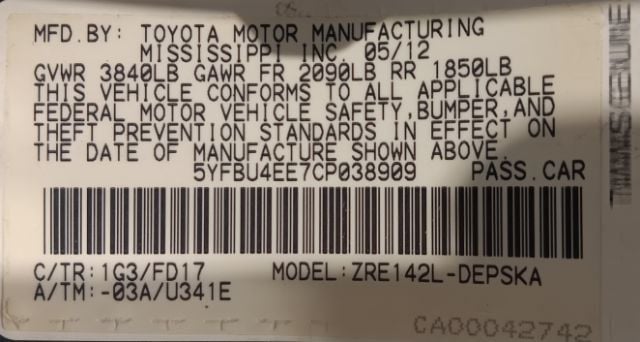 MFD.BY: TOYOTA MOTOR MANUFACTURING
MISSISSIPPI INC. 05/12
GVWR 3840LB GAWR FR 2090LB RR 1850LB
THIS VEHICLE CONFORMS TO ALL APPLICABLE
FEDERAL MOTOR VEHICLE SAFETY,BUMPER,AND
THEFT PREVENTION STANDARDS IN EFFECT ON
THE DATE OF MANUFACTURE SHOWN ABOVE.
5YFBU4EE7CP038909 PASS.CAR
C/TR:1G3/FD17 MODEL:ZRE142L-DEPSKA
A/TM:-03A/U341E
CA00042742
GENUINE